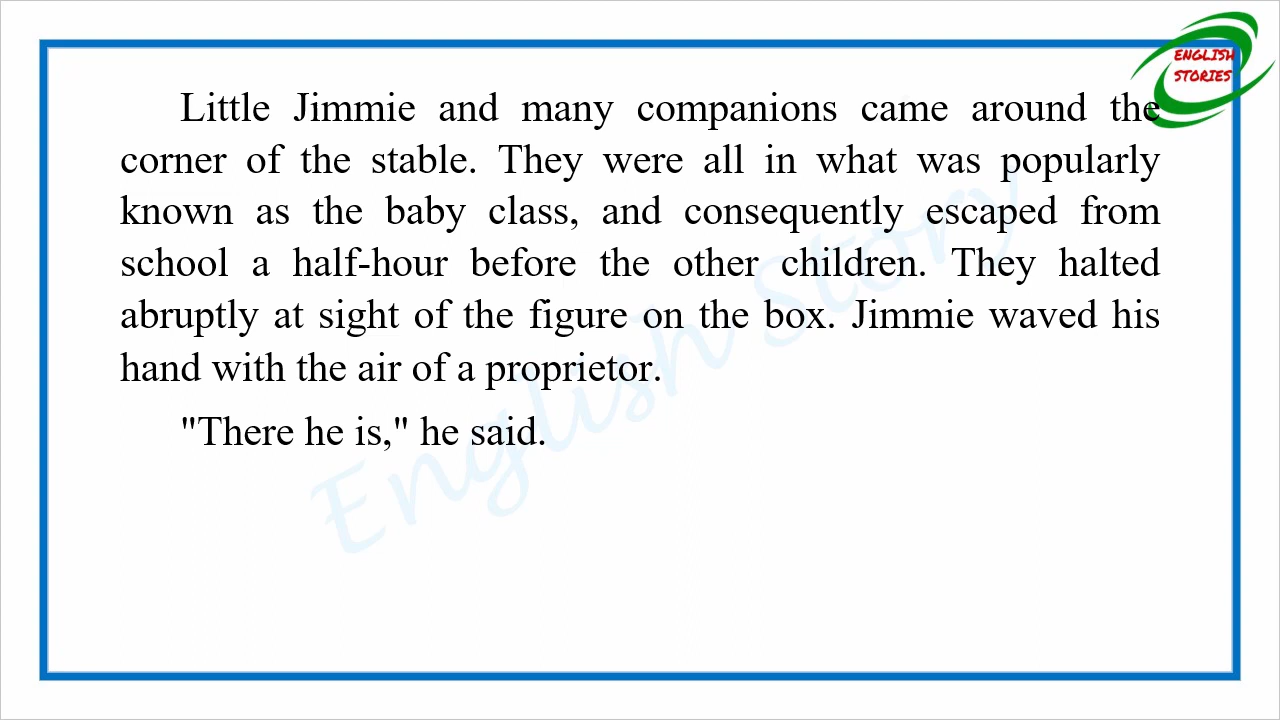 ENGLISH
STORIES
Little Jimmie and many companions came around the
corner of the stable. They were all in what was popularly
known as the baby class, and consequently escaped from
school a half-hour before the other children. They halted
abruptly at sight of the figure on the box. Jimmie waved his
hand with the air of a proprietor.
"There he is," he said.
English Story